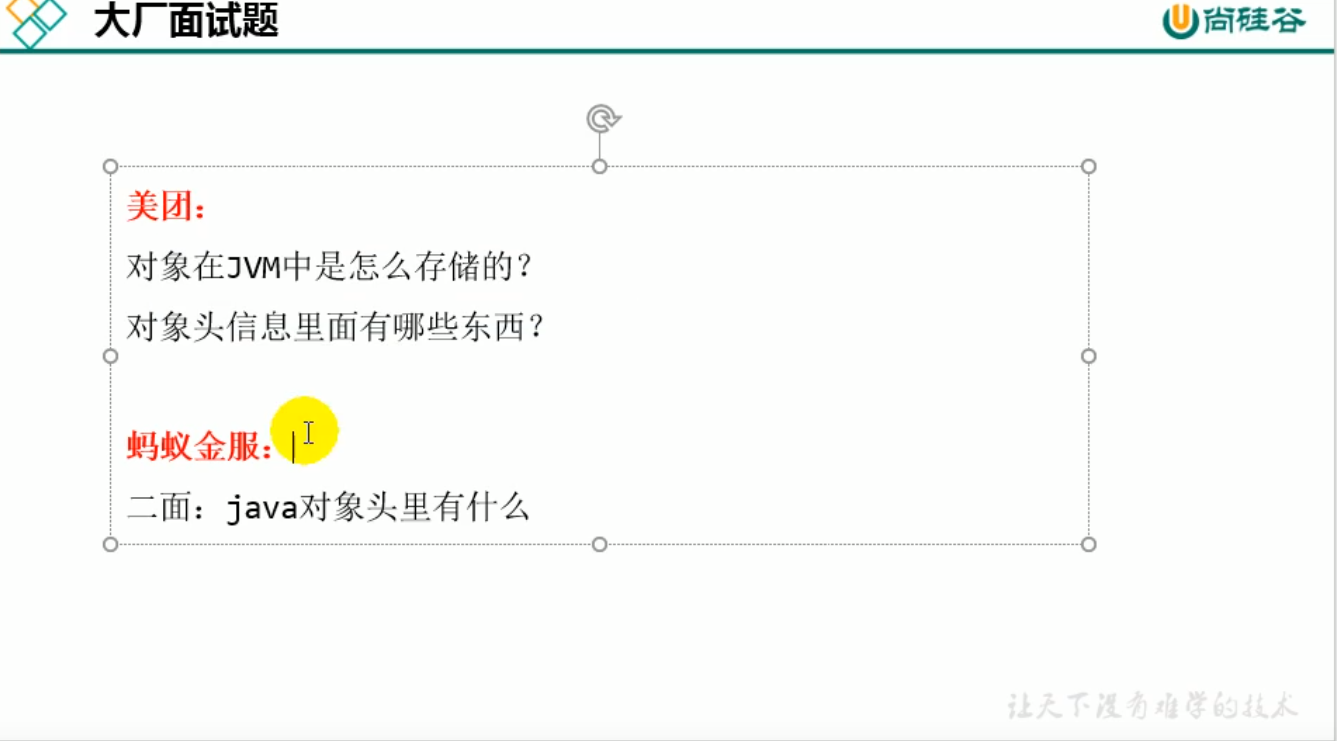 大厂面试题
尚硅谷
美团：
对象在JVM中是怎么存储的？
对象头信息里面有哪些东西？
蚂蚁金服：
二面：java对象头里有什么
让天下没有难学的技术